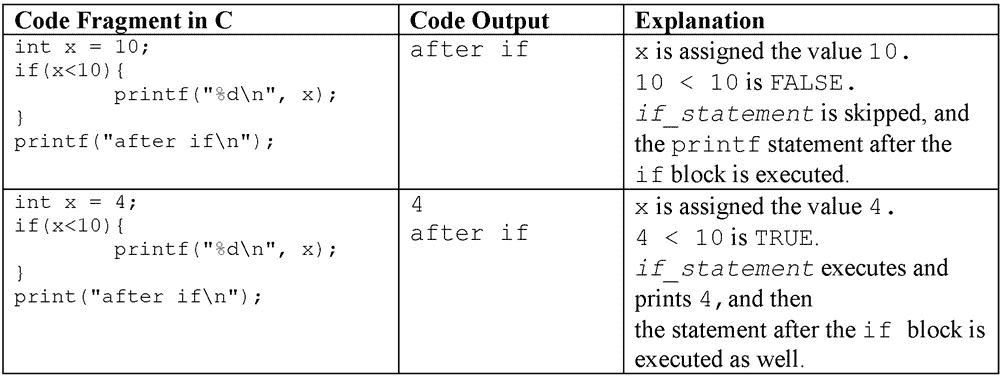 Code Fragment in C
Code Output
Explanation
int x = 10;
if(x<10){
printf("%d\n", x);
}
printf("after if\n");
after if
x is assigned the value 10.
10 < 10 is FALSE.
if_statement is skipped, and
the printf statement after the
if block is executed.
int x = 4;
if(x<10){
printf("%d\n", x);
}
print("after if\n");
4
after if
x is assigned the value 4.
4 < 10 is TRUE.
if_statement executes and
prints 4, and then
the statement after the if block is
executed as well.